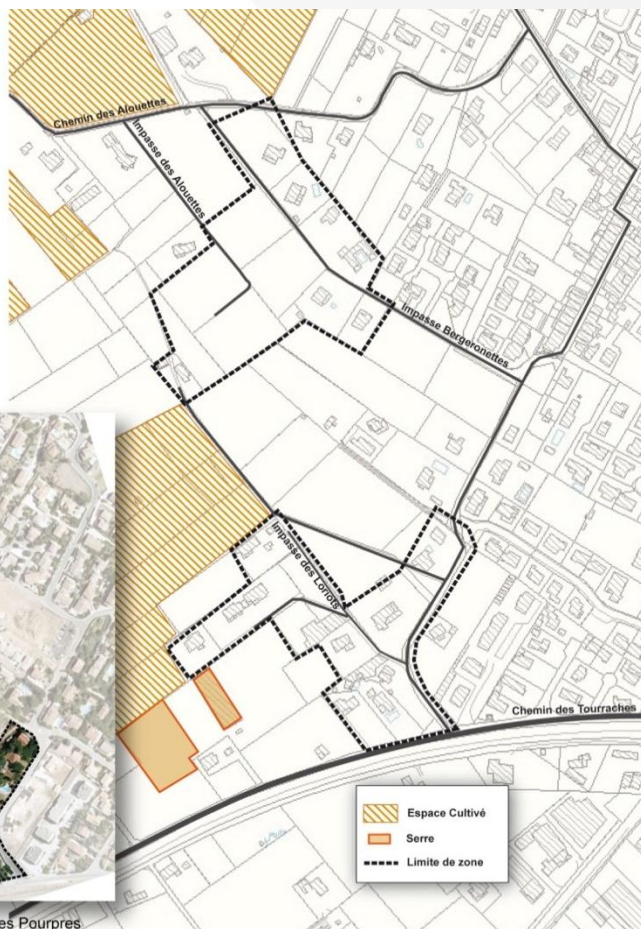 Chemin des Alouettes
Impasse des Alouettes
Impasse Bergeronettes
Impasse des Loriots
Chemin des Tourraches
Espace Cultivé
Serre
Limite de zone
es Pourpres